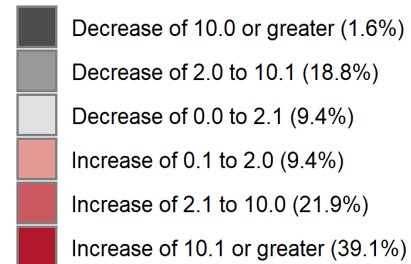 Decrease of 10.0 or greater (1.6%)
Decrease of 2.0 to 10.1 (18.8%)
Decrease of 0.0 to 2.1 (9.4%)
Increase of 0.1 to 2.0 (9.4%)
Increase of 2.1 to 10.0 (21.9%)
Increase of 10.1 or greater (39.1%)